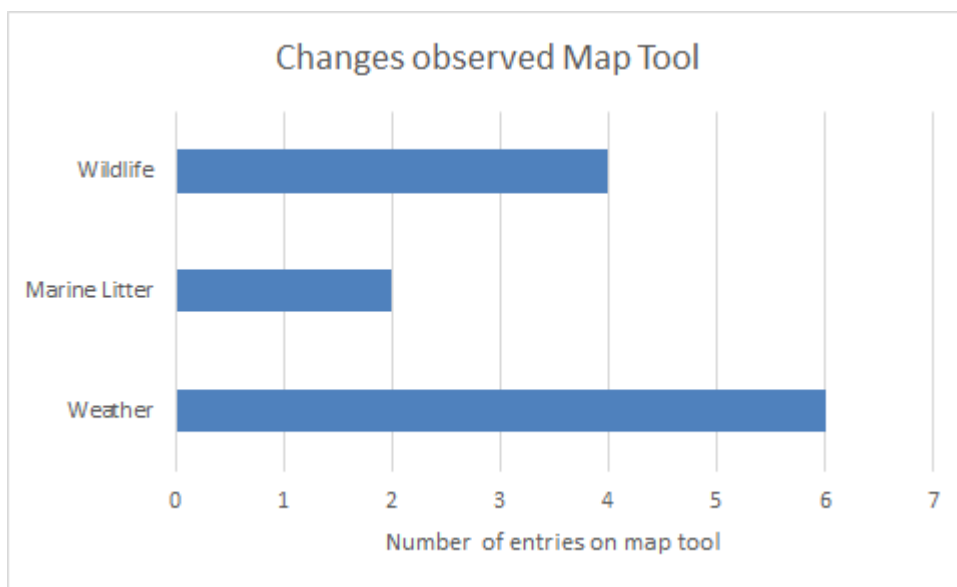 Changes observed Map Tool
Wildlife
Marine Litter
Weather
0 1 2 3 4 5 6 7
Number of entries on map tool